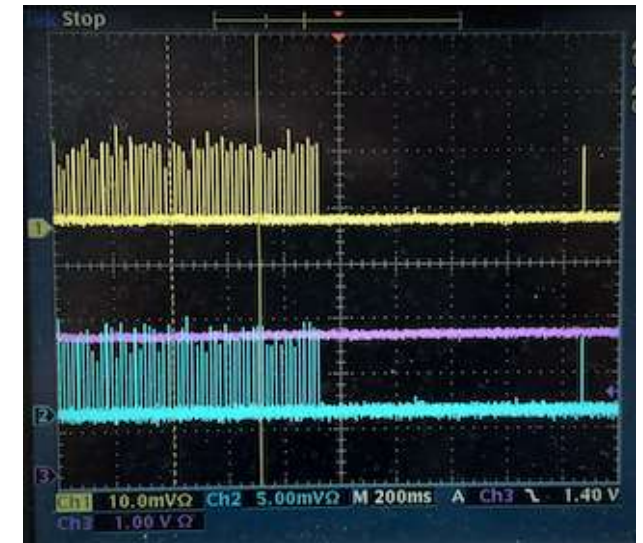 Stop
1
2
3
Ch1 10.0mVΩ Ch2 5.00mVΩ M 200ms A Ch3 1.40 V
Ch3 1.00 V Ω